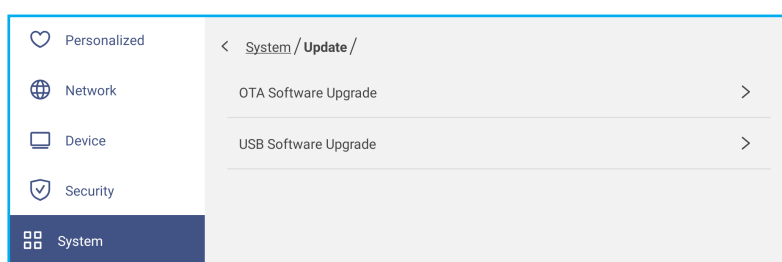 Personalized
Network
Device
Security
System
System / Update /
OTA Software Upgrade
USB Software Upgrade